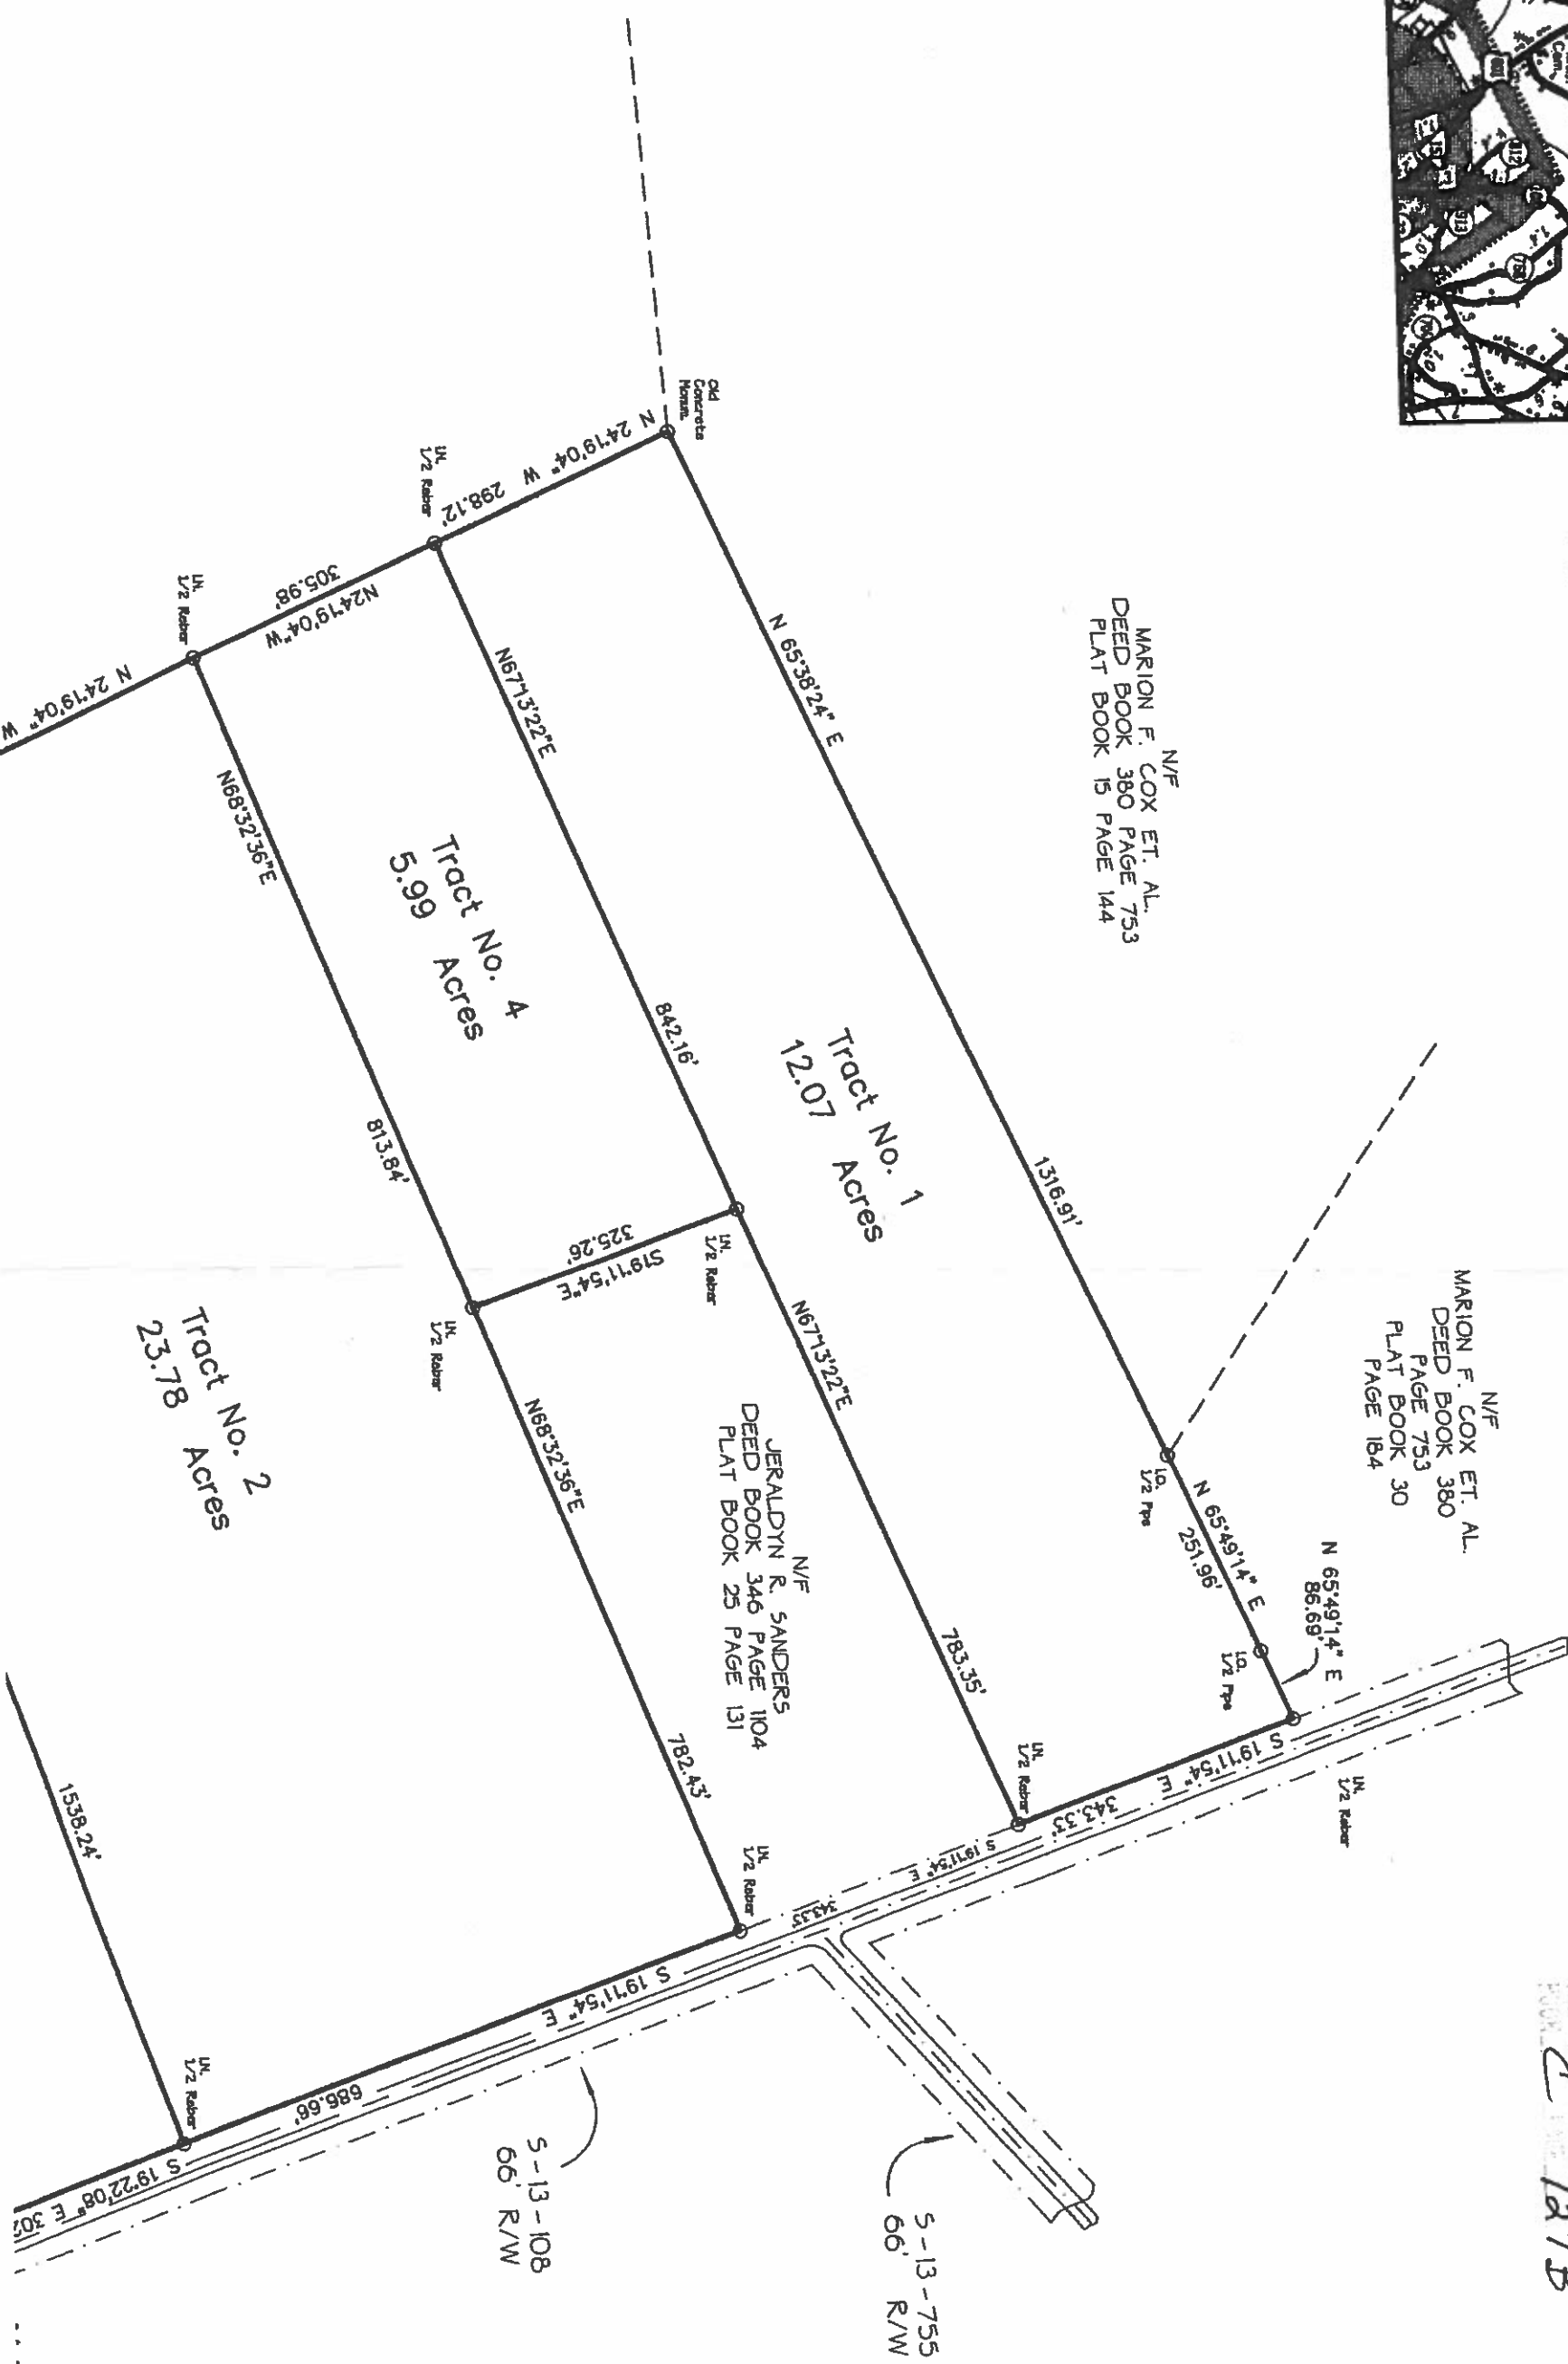 N/F
MARION F. COX ET. AL.
DEED BOOK 380 PAGE 753
PLAT BOOK 15 PAGE 144
N/F
MARION F. COX ET. AL.
DEED BOOK 380
PAGE 753
PLAT BOOK 30
PAGE 184
N 65°49'14" E
86.69'
Old
Concrete
Monum.
N 65°38'24" E
1316.91'
I.O.
1/2 Pipe
N 65°49'14" E
251.96'
I.O.
1/2 Pipe
I.N.
1/2 Rebar
N 24°19'04" W 298.12'
S 19°11'54" E 343.33'
Tract No. 1
12.07 Acres
I.N.
1/2 Rebar
N67°13'22"E
842.16'
I.N.
1/2 Rebar
N67°13'22"E
783.35'
I.N.
1/2 Rebar
305.98'
N24°19'04"W
Tract No. 4
5.99 Acres
325.26'
S19°11'54"E
N/F
JERALDYN R. SANDERS
DEED BOOK 346 PAGE 1104
PLAT BOOK 25 PAGE 131
S 19°11'54" E
343.33'
I.N.
1/2 Rebar
N68°32'36"E
813.84'
I.N.
1/2 Rebar
N68°32'36"E
782.43'
I.N.
1/2 Rebar
N 24°19'04" W
Tract No. 2
23.78 Acres
S 19°11'54" E
686.66'
S-13-755
66' R/W
S-13-108
66' R/W
1538.24'
I.N.
1/2 Rebar
S 19°22'08" E 302
C 127B
801
812
151
913
Cem.